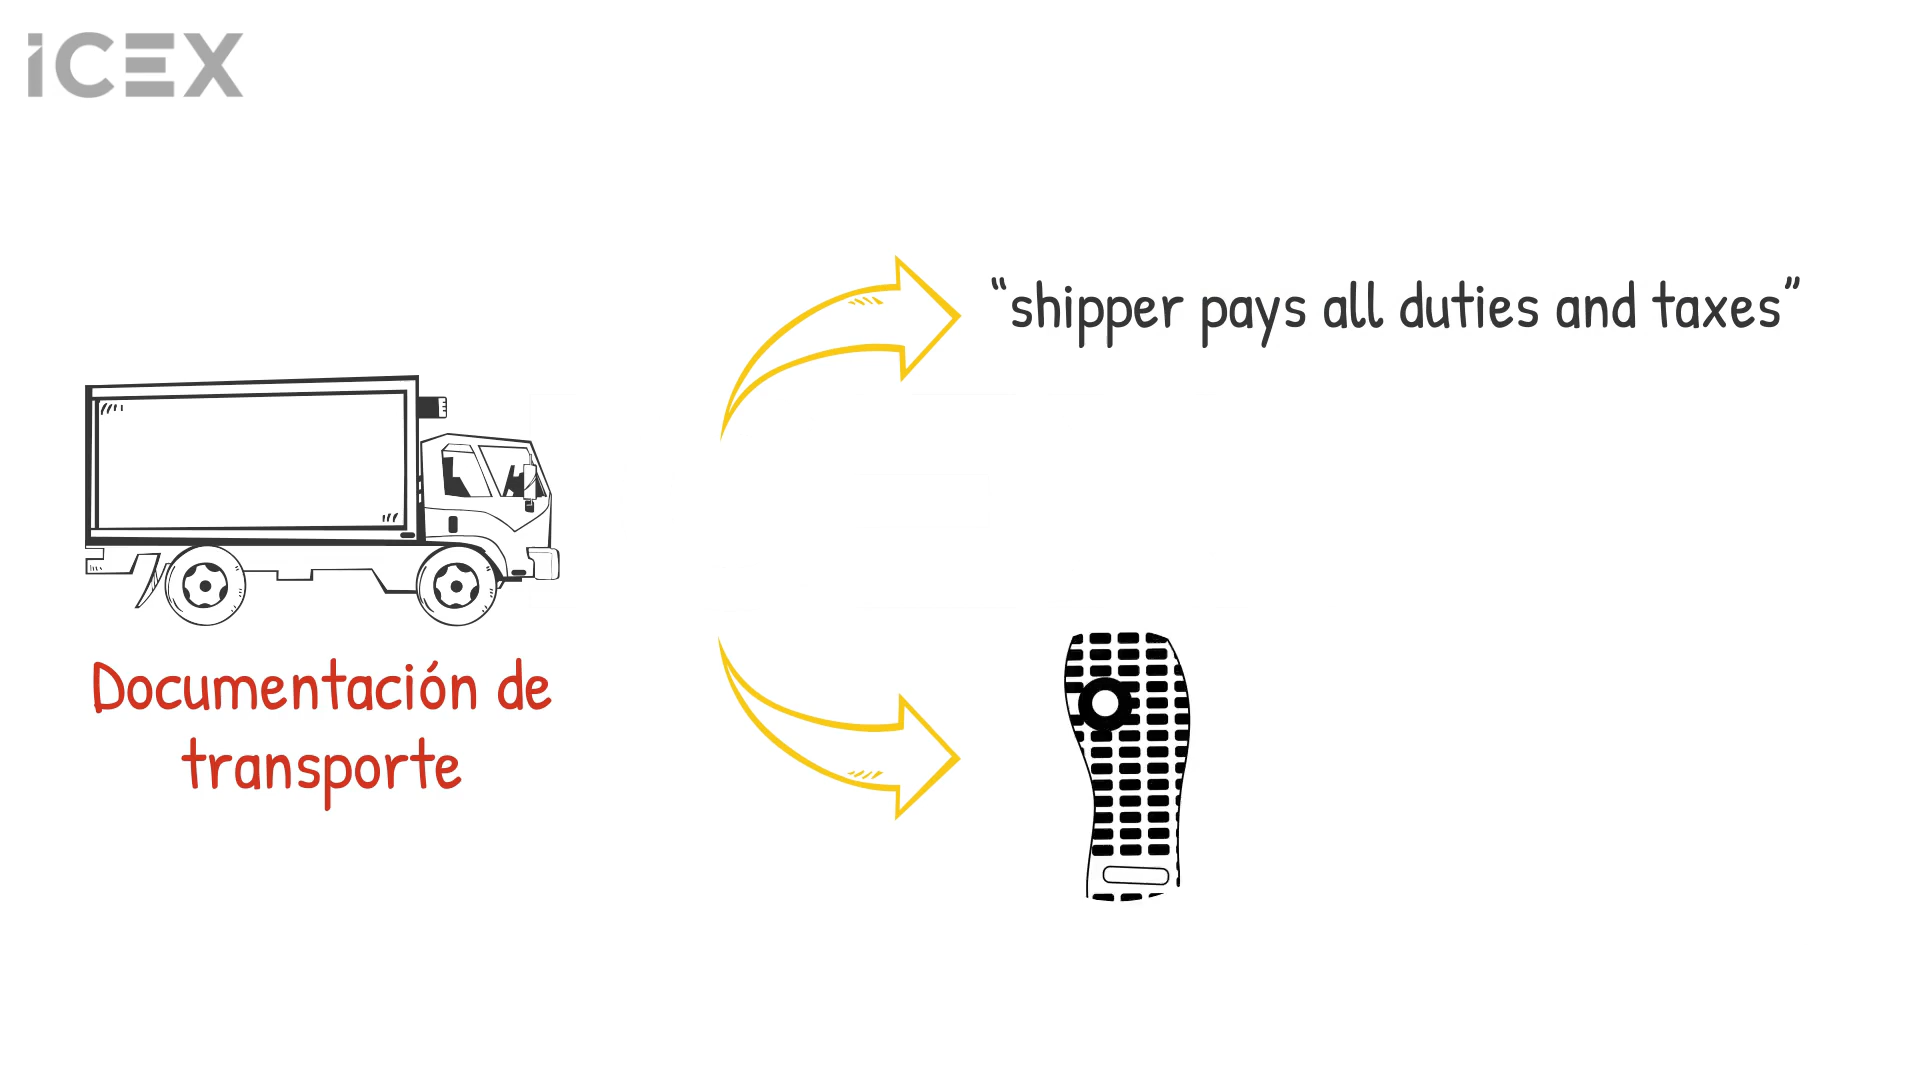 iCEX
“shipper pays all duties and taxes”
Documentación de
transporte